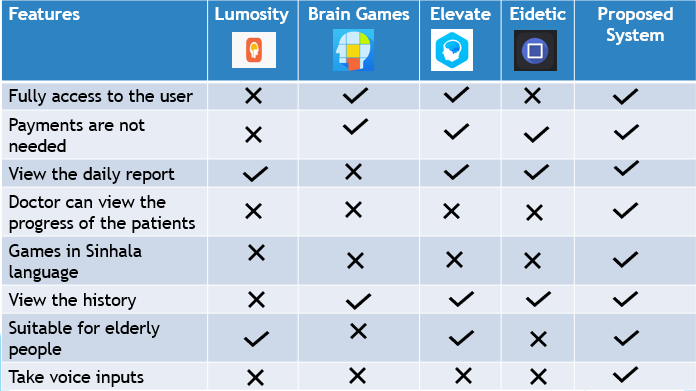 Features Lumosity Brain Games Elevate Eidetic Proposed
System
Fully access to the user
Payments are not
needed
View the daily report
Doctor can view the
progress of the patients
Games in Sinhala
language
View the history
Suitable for elderly
people
Take voice inputs